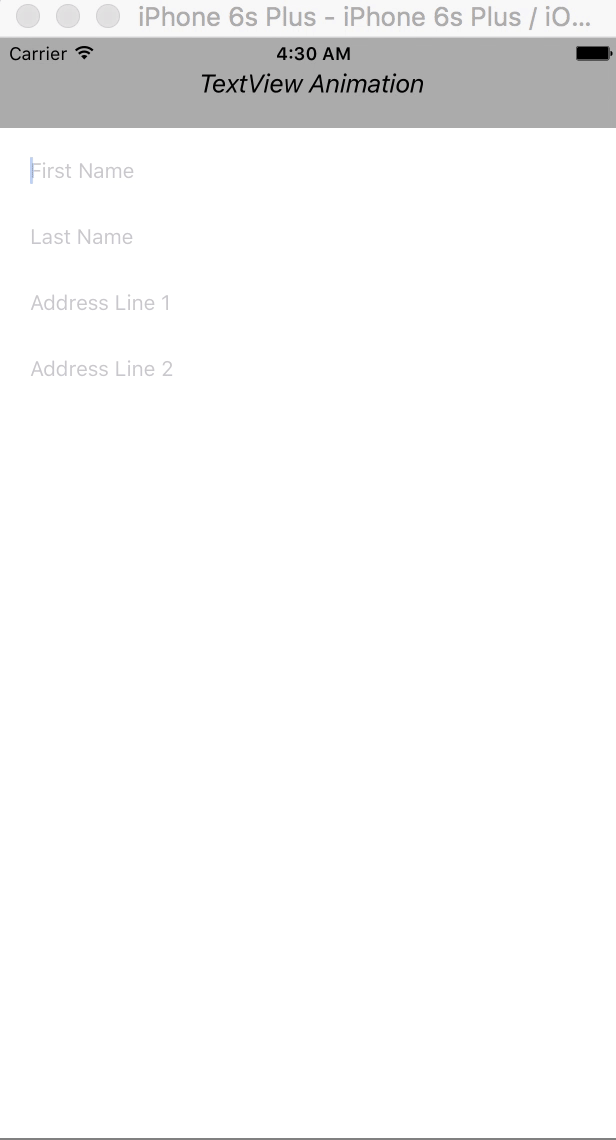 iPhone 6s Plus - iPhone 6s Plus / iO...
Carrier 4:30 AM
TextView Animation
First Name
Last Name
Address Line 1
Address Line 2